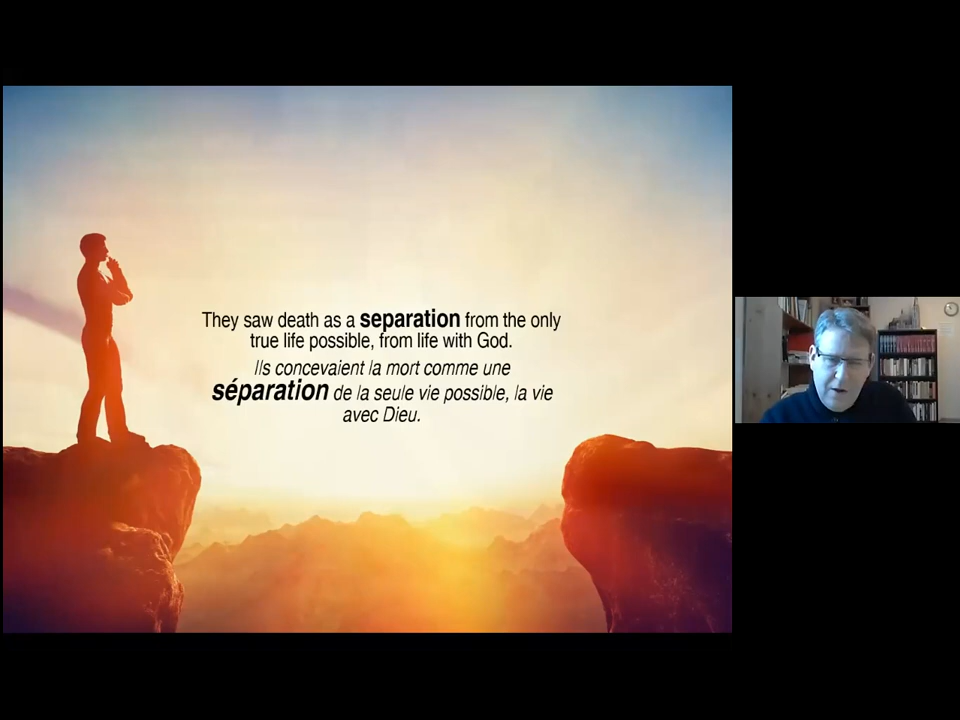 They saw death as a separation from the only
true life possible, from life with God.
Ils concevaient la mort comme une
séparation de la seule vie possible, la vie
avec Dieu.